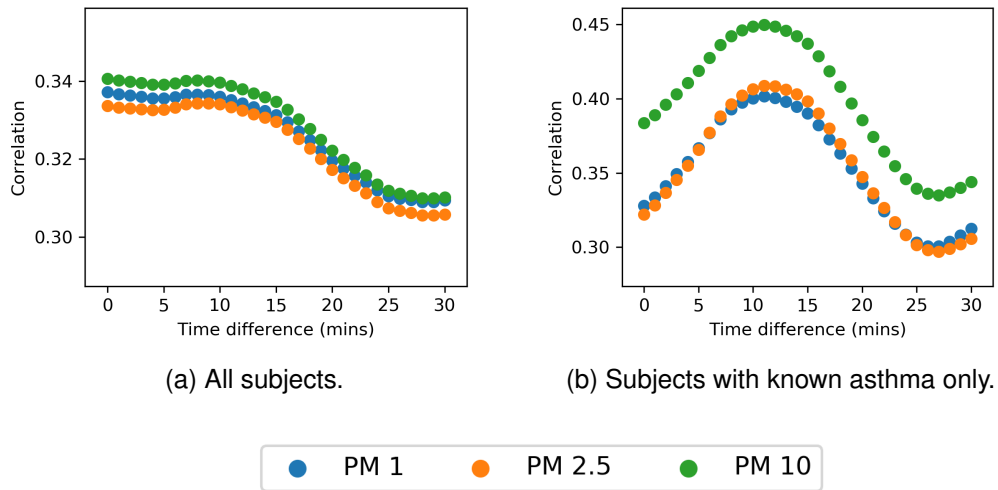 0.34
0.32
0.30
Correlation
0 5 10 15 20 25 30
Time difference (mins)
(a) All subjects.
0.45
0.40
0.35
0.30
Correlation
0 5 10 15 20 25 30
Time difference (mins)
(b) Subjects with known asthma only.
PM 1 PM 2.5 PM 10